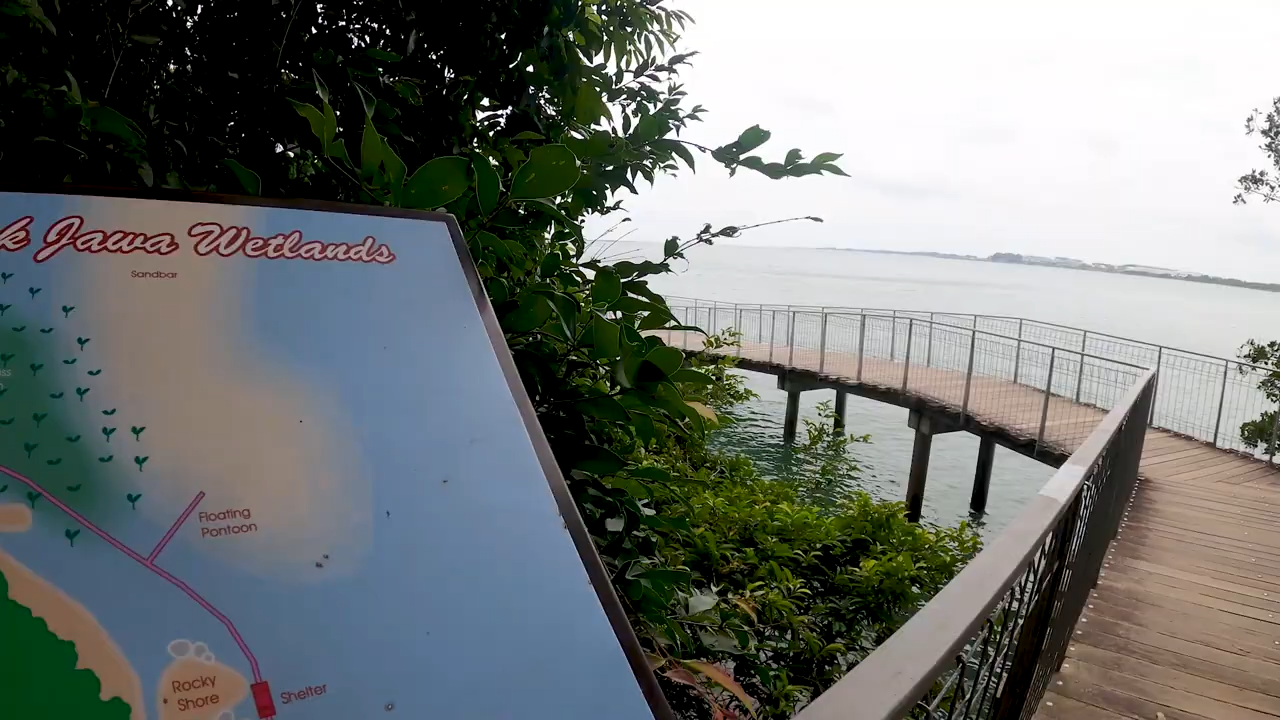 k Jawa Wetlands
Sandbar
Floating
Pontoon
Rocky
Shore
Shelter